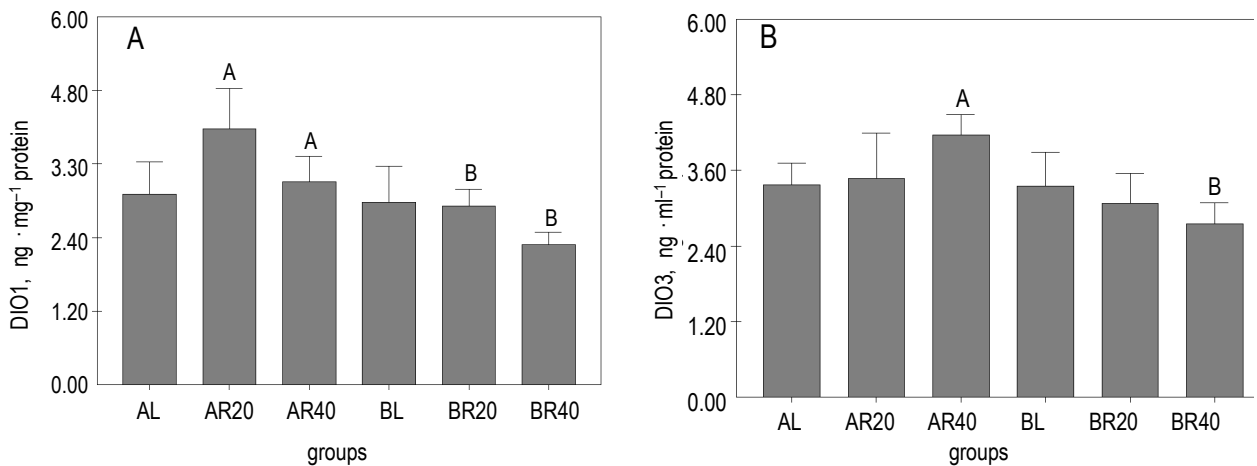 A
6.00
4.80
3.30
2.40
1.20
0.00
DIO1, ng · mg⁻¹ protein
A
A
B
B
AL AR20 AR40 BL BR20 BR40
groups
B
6.00
4.80
3.60
2.40
1.20
0.00
DIO3, ng · ml⁻¹ protein
A
B
AL AR20 AR40 BL BR20 BR40
groups